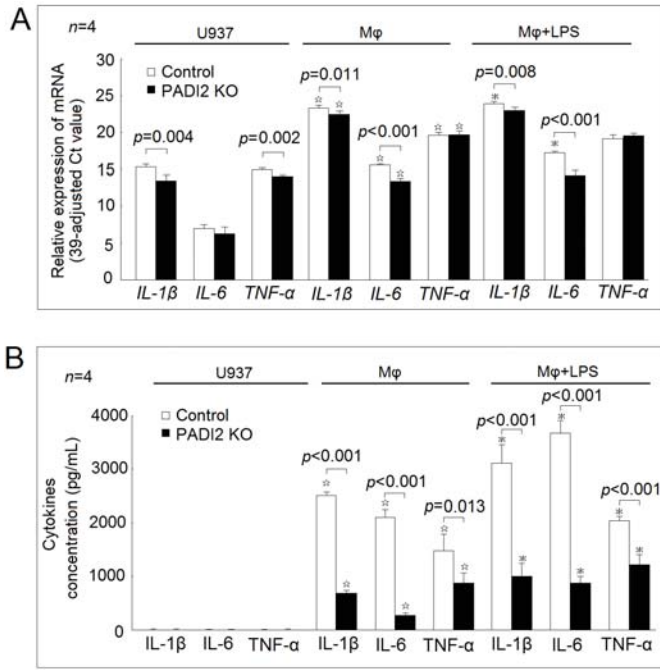 A
n=4
U937
Mφ
Mφ+LPS
Control
PADI2 KO
p=0.004
p=0.002
p=0.011
p<0.001
p=0.008
p<0.001
Relative expression of mRNA
(39-adjusted Ct value)
30
25
20
15
10
5
0
IL-1β IL-6 TNF-α IL-1β IL-6 TNF-α IL-1β IL-6 TNF-α
B
n=4
U937
Mφ
Mφ+LPS
Control
PADI2 KO
p<0.001
p<0.001
p=0.013
p<0.001
p<0.001
p<0.001
Cytokines
concentration (pg/mL)
4000
3000
2000
1000
0
IL-1β IL-6 TNF-α IL-1β IL-6 TNF-α IL-1β IL-6 TNF-α